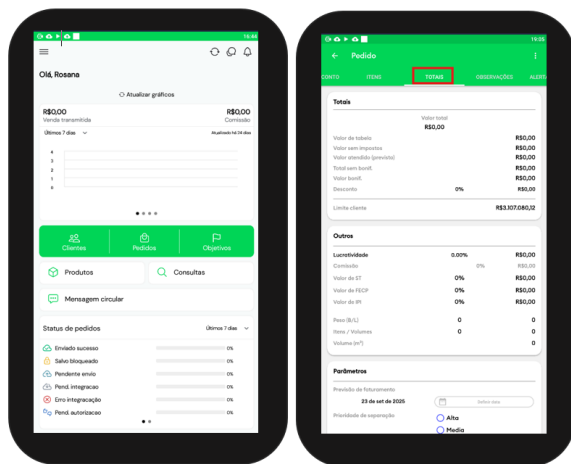 16:44
Olá, Rosana
Atualizar gráficos
R$0,00 R$0,00
Venda transmitida Comissão
Últimos 7 dias Atualizado há 24 dias
4
3
2
1
0
Clientes Pedidos Objetivos
Produtos Consultas
Mensagem circular
Status de pedidos Últimos 7 dias
Enviado sucesso 0%
Salvo bloqueado 0%
Pendente envio 0%
Pend. integracao 0%
Erro integracação 0%
Pend. autorizacao 0%
19:05
Pedido
CONTO ITENS TOTAIS OBSERVAÇÕES ALERT
Totais
Valor total
R$0,00
Valor de tabela R$0,00
Valor sem impostos R$0,00
Valor atendido (previsto) R$0,00
Total sem bonif. R$0,00
Valor bonif. R$0,00
Desconto 0% R$0,00
Limite cliente R$3.107.080,12
Outros
Lucratividade 0.00% R$0,00
Comissão 0% R$0,00
Valor de ST 0% R$0,00
Valor de FECP 0% R$0,00
Valor de IPI 0% R$0,00
Peso (B/L) 0 0
Itens / Volumes 0 0
Volume (m³) 0
Parâmetros
Previsão de faturamento
23 de set de 2025 Definir data
Prioridade de separação Alta
Media